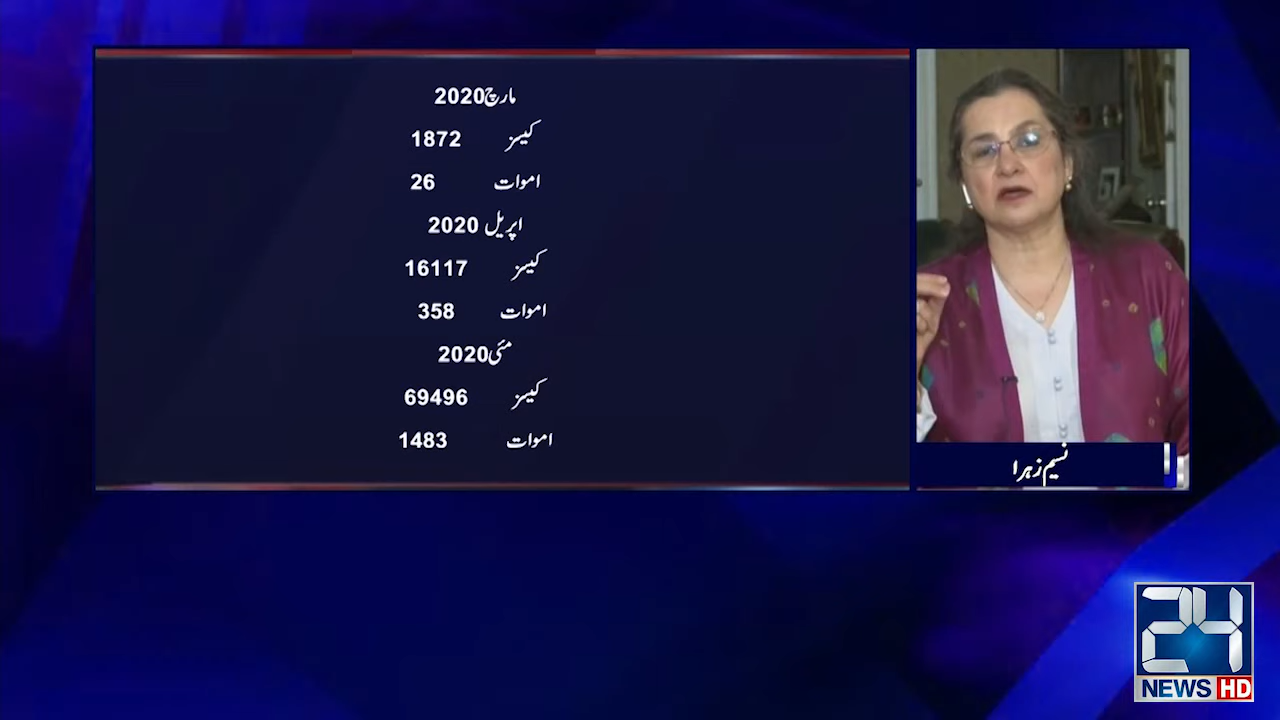 مارچ2020
کیسز 1872
اموات 26
اپریل 2020
کیسز 16117
اموات 358
مئی2020
کیسز 69496
اموات 1483
نسیم زہرا
24
NEWS HD